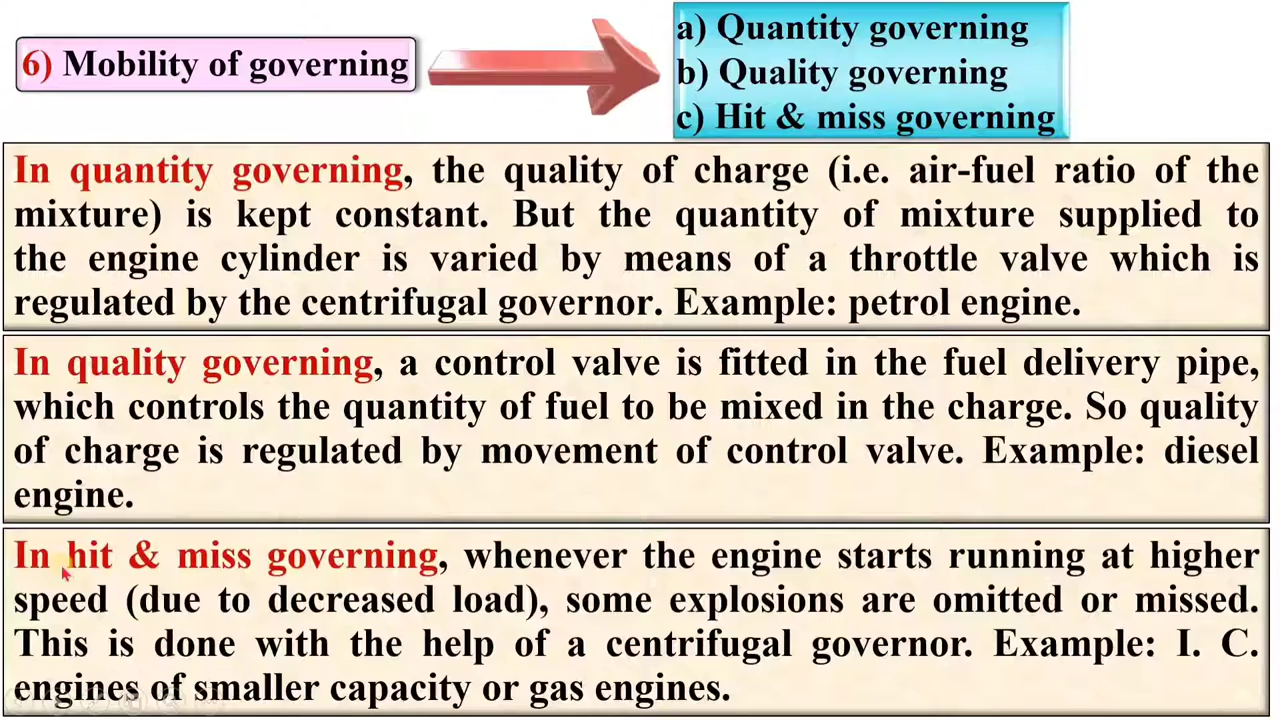 6) Mobility of governing
a) Quantity governing
b) Quality governing
c) Hit & miss governing
In quantity governing, the quality of charge (i.e. air-fuel ratio of the
mixture) is kept constant. But the quantity of mixture supplied to
the engine cylinder is varied by means of a throttle valve which is
regulated by the centrifugal governor. Example: petrol engine.
In quality governing, a control valve is fitted in the fuel delivery pipe,
which controls the quantity of fuel to be mixed in the charge. So quality
of charge is regulated by movement of control valve. Example: diesel
engine.
In hit & miss governing, whenever the engine starts running at higher
speed (due to decreased load), some explosions are omitted or missed.
This is done with the help of a centrifugal governor. Example: I. C.
engines of smaller capacity or gas engines.